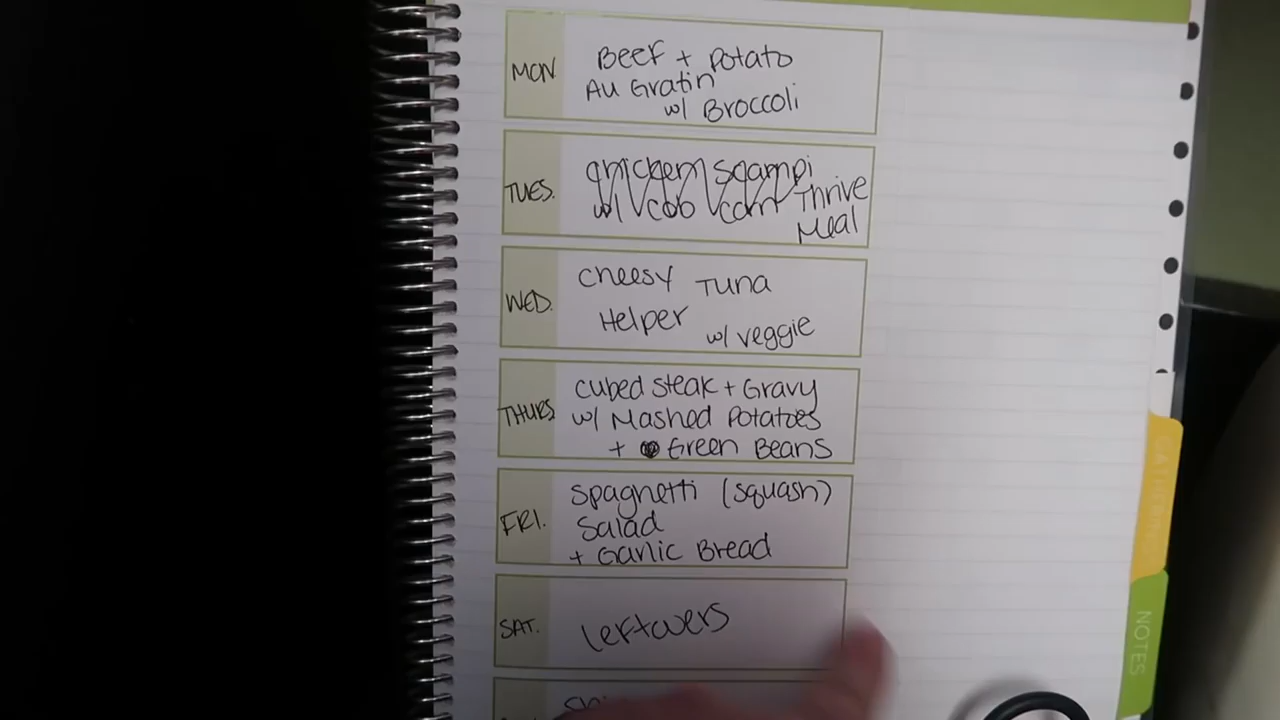 MON
Beef + Potato
Au Gratin
w/ Broccoli
TUES.
chicken scampi
w/ cob corn Thrive
Meal
WED.
Cheesy Tuna
Helper w/ veggie
THURS
cubed steak + Gravy
w/ Mashed Potatoes
+ Green Beans
FRI.
Spaghetti (squash)
Salad
+ Garlic Bread
SAT.
Leftovers
NOTES